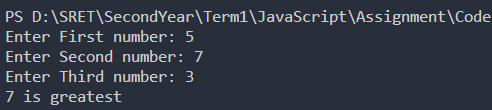 PS D:\SRET\SecondYear\Term1\JavaScript\Assignment\Code
Enter First number: 5
Enter Second number: 7
Enter Third number: 3
7 is greatest